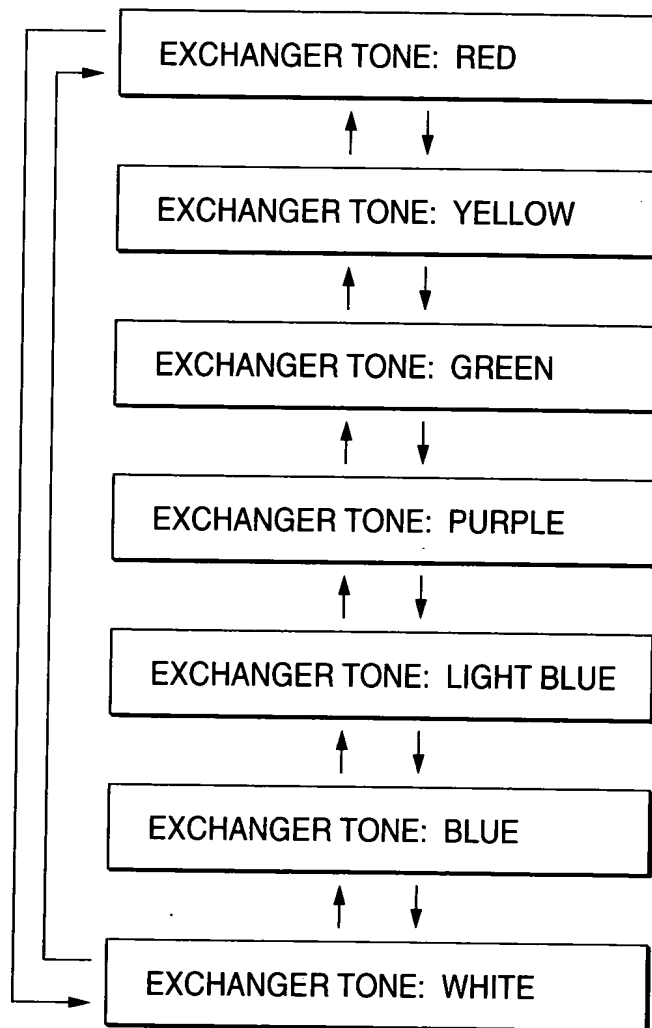 EXCHANGER TONE: RED
EXCHANGER TONE: YELLOW
EXCHANGER TONE: GREEN
EXCHANGER TONE: PURPLE
EXCHANGER TONE: LIGHT BLUE
EXCHANGER TONE: BLUE
EXCHANGER TONE: WHITE